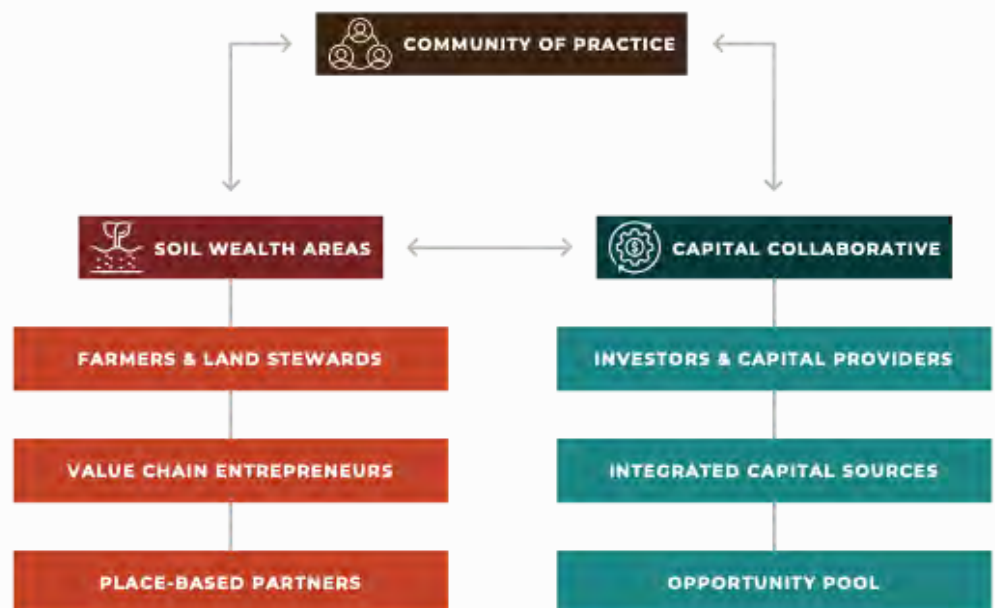 COMMUNITY OF PRACTICE
SOIL WEALTH AREAS
CAPITAL COLLABORATIVE
FARMERS & LAND STEWARDS
INVESTORS & CAPITAL PROVIDERS
VALUE CHAIN ENTREPRENEURS
INTEGRATED CAPITAL SOURCES
PLACE-BASED PARTNERS
OPPORTUNITY POOL